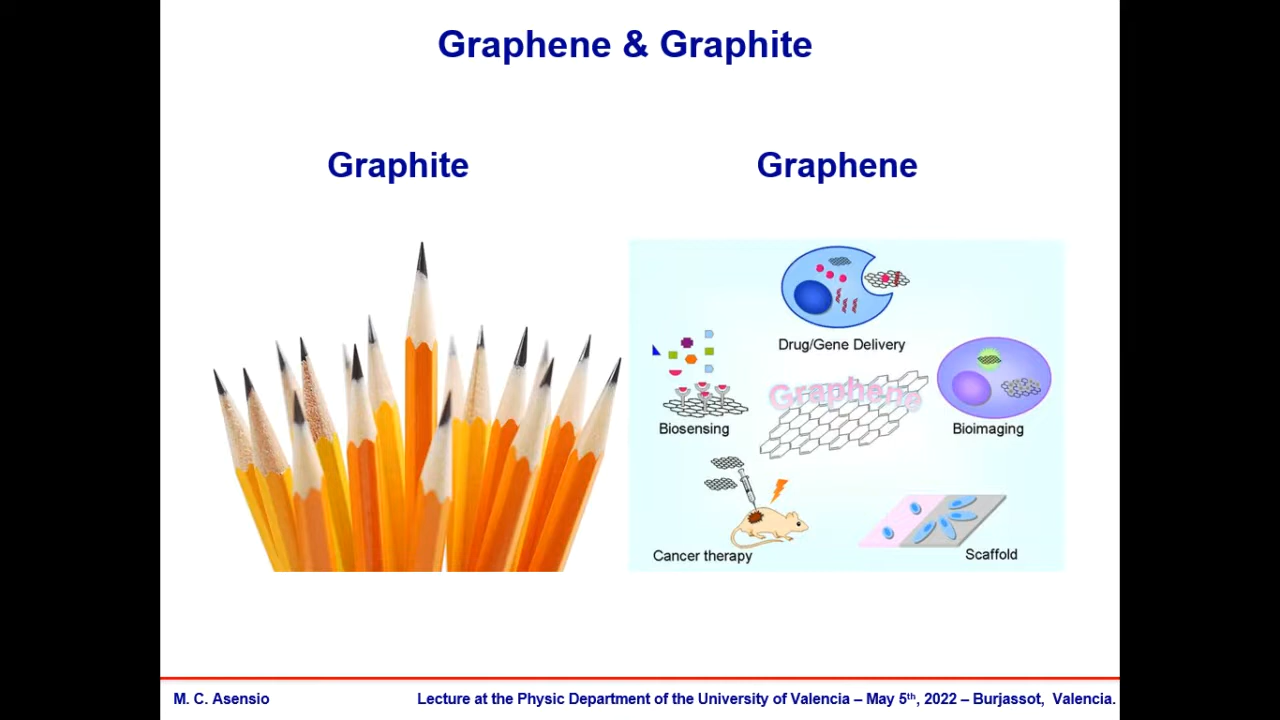 Graphene & Graphite
Graphite
Graphene
Drug/Gene Delivery
Graphene
Biosensing
Bioimaging
Cancer therapy
Scaffold
M. C. Asensio
Lecture at the Physic Department of the University of Valencia – May 5th, 2022 – Burjassot, Valencia.